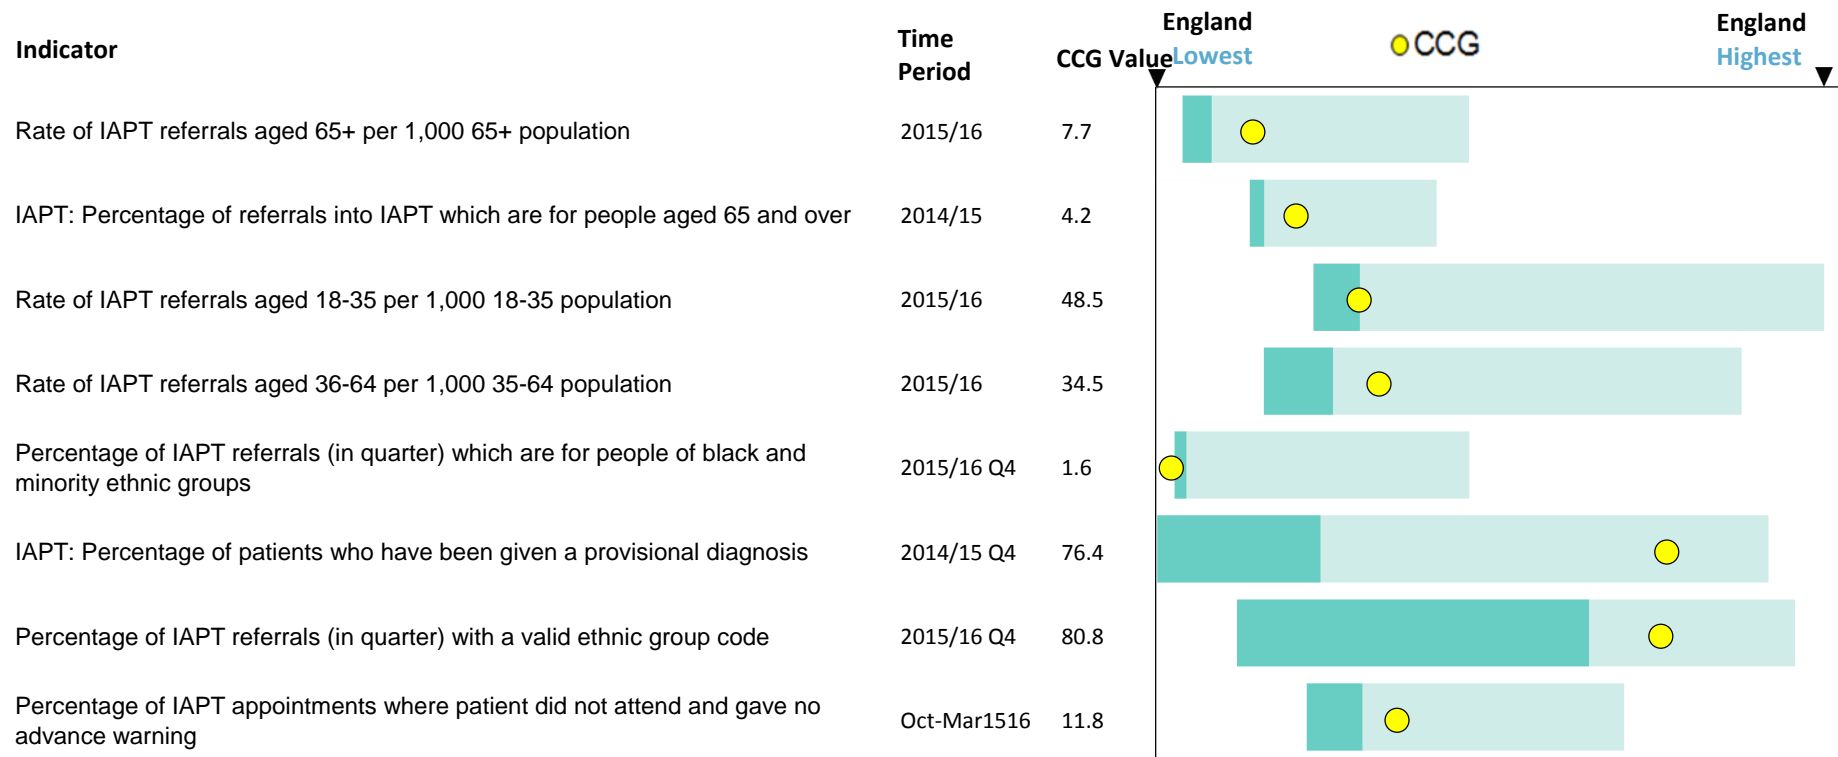 Indicator
Time
Period
CCG Value
England
Lowest
CCG
England
Highest
Rate of IAPT referrals aged 65+ per 1,000 65+ population 2015/16 7.7
IAPT: Percentage of referrals into IAPT which are for people aged 65 and over 2014/15 4.2
Rate of IAPT referrals aged 18-35 per 1,000 18-35 population 2015/16 48.5
Rate of IAPT referrals aged 36-64 per 1,000 35-64 population 2015/16 34.5
Percentage of IAPT referrals (in quarter) which are for people of black and
minority ethnic groups
2015/16 Q4 1.6
IAPT: Percentage of patients who have been given a provisional diagnosis 2014/15 Q4 76.4
Percentage of IAPT referrals (in quarter) with a valid ethnic group code 2015/16 Q4 80.8
Percentage of IAPT appointments where patient did not attend and gave no
advance warning
Oct-Mar1516 11.8